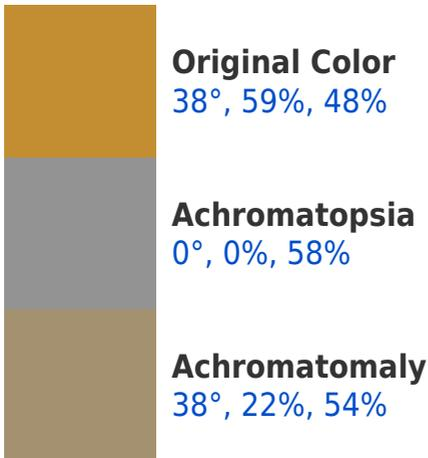 Original Color
38°, 59%, 48%
Achromatopsia
0°, 0%, 58%
Achromatomaly
38°, 22%, 54%